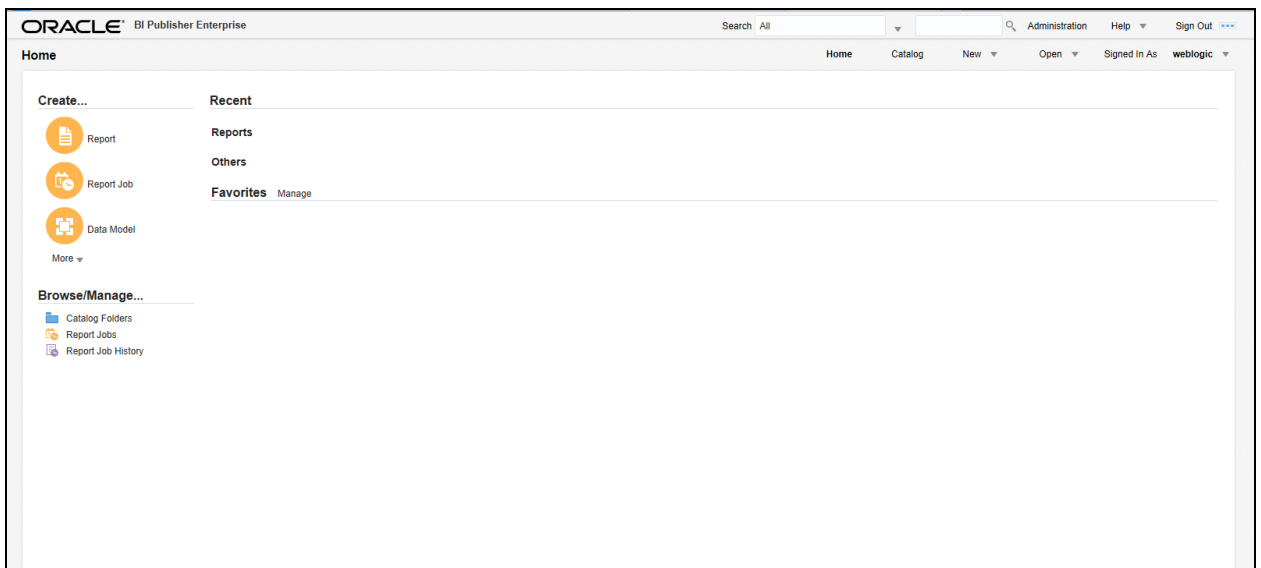 ORACLE BI Publisher Enterprise Search All Administration Help Sign Out
Home Home Catalog New Open Signed In As weblogic
Create...
Report
Report Job
Data Model
More
Browse/Manage...
Catalog Folders
Report Jobs
Report Job History
Recent
Reports
Others
Favorites Manage